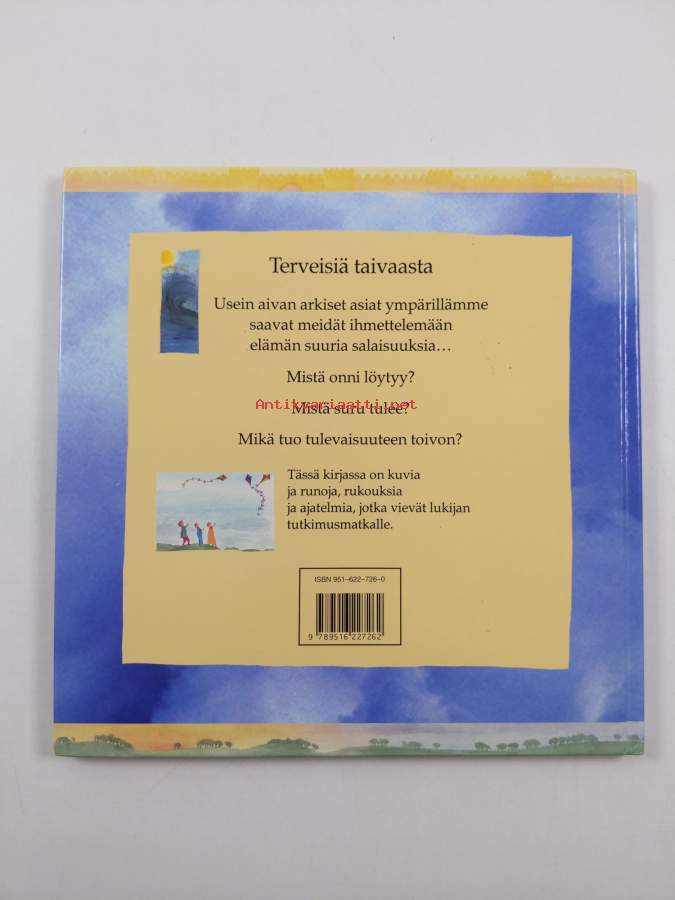 Terveisiä taivaasta
Usein aivan arkiset asiat ympärillämme
saavat meidät ihmettelemään
elämän suuria salaisuuksia…
Mistä onni löytyy?
Antikvariaatti.net
Mistä suru tulee?
Mikä tuo tulevaisuuteen toivon?
Tässä kirjassa on kuvia
ja runoja, rukouksia
ja ajatelmia, jotka vievät lukijan
tutkimusmatkalle.
ISBN 951–622–726–0
9 789516 227262